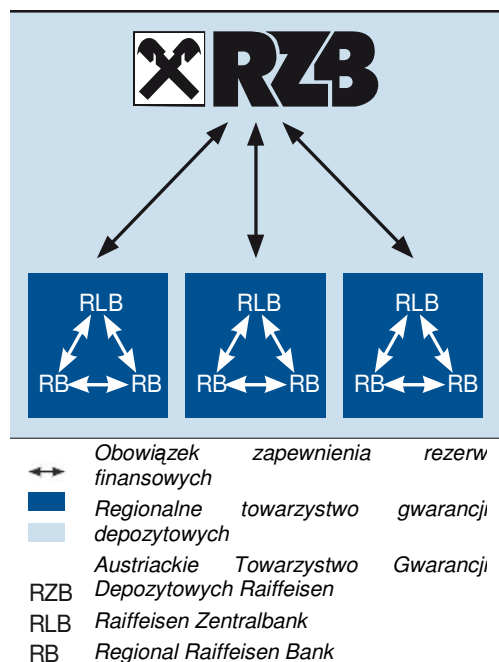 RZB
RLB RLB RLB
RB RB RB RB RB RB
Obowiązek zapewnienia rezerw
finansowych
Regionalne towarzystwo gwarancji
depozytowych
Austriackie Towarzystwo Gwarancji
Depozytowych Raiffeisen
RZB
RLB Raiffeisen Zentralbank
RB Regional Raiffeisen Bank